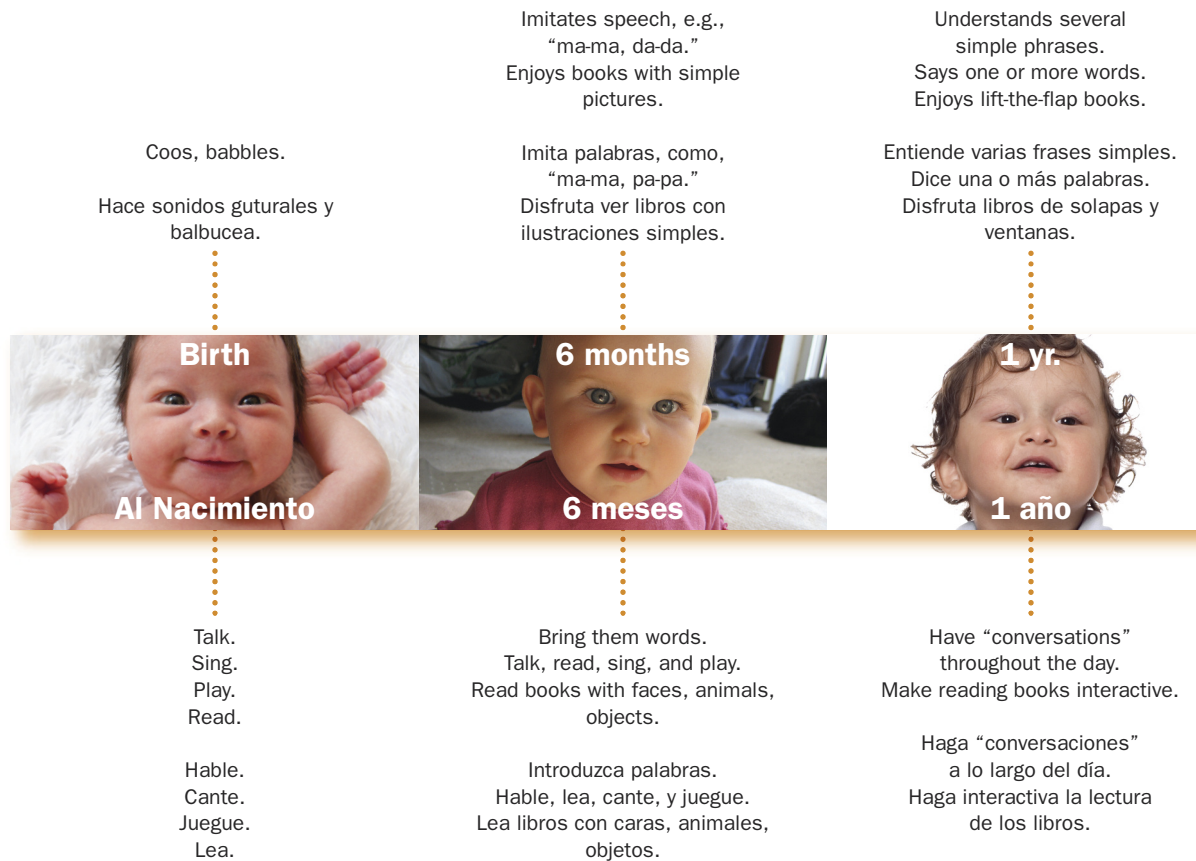 Coos, babbles.
Hace sonidos guturales y
balbucea.
Imitates speech, e.g.,
“ma-ma, da-da.”
Enjoys books with simple
pictures.
Imita palabras, como,
“ma-ma, pa-pa.”
Disfruta ver libros con
ilustraciones simples.
Understands several
simple phrases.
Says one or more words.
Enjoys lift-the-flap books.
Entiende varias frases simples.
Dice una o más palabras.
Disfruta libros de solapas y
ventanas.
Birth
Al Nacimiento
6 months
6 meses
1 yr.
1 año
Talk.
Sing.
Play.
Read.
Hable.
Cante.
Juegue.
Lea.
Bring them words.
Talk, read, sing, and play.
Read books with faces, animals,
objects.
Introduzca palabras.
Hable, lea, cante, y juegue.
Lea libros con caras, animales,
objetos.
Have “conversations”
throughout the day.
Make reading books interactive.
Haga “conversaciones”
a lo largo del día.
Haga interactiva la lectura
de los libros.